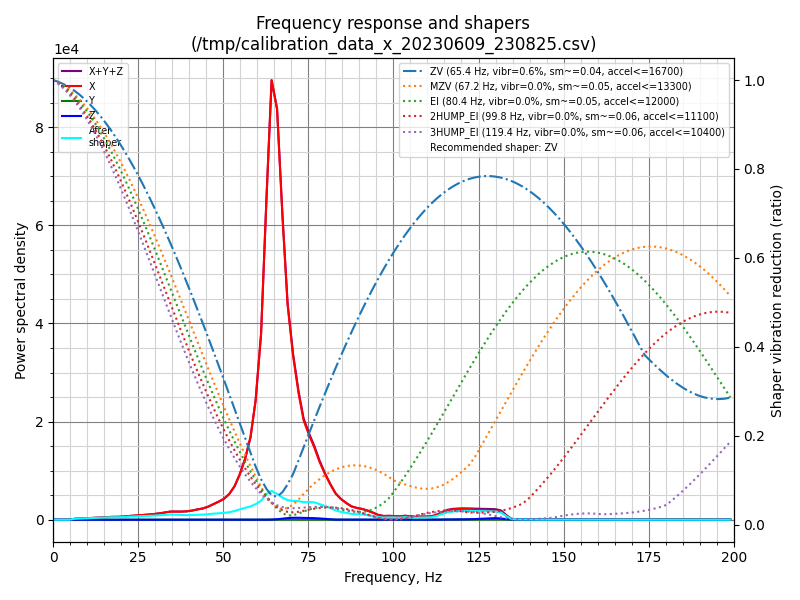 Frequency response and shapers
(/tmp/calibration_data_x_20230609_230825.csv)
1e4
X+Y+Z
X
Y
Z
After
shaper
ZV (65.4 Hz, vibr=0.6%, sm~=0.04, accel<=16700)
MZV (67.2 Hz, vibr=0.0%, sm~=0.05, accel<=13300)
EI (80.4 Hz, vibr=0.0%, sm~=0.05, accel<=12000)
2HUMP_EI (99.8 Hz, vibr=0.0%, sm~=0.06, accel<=11100)
3HUMP_EI (119.4 Hz, vibr=0.0%, sm~=0.06, accel<=10400)
Recommended shaper: ZV
Power spectral density
8
6
4
2
0
1.0
0.8
0.6
0.4
0.2
0.0
Shaper vibration reduction (ratio)
0 25 50 75 100 125 150 175 200
Frequency, Hz